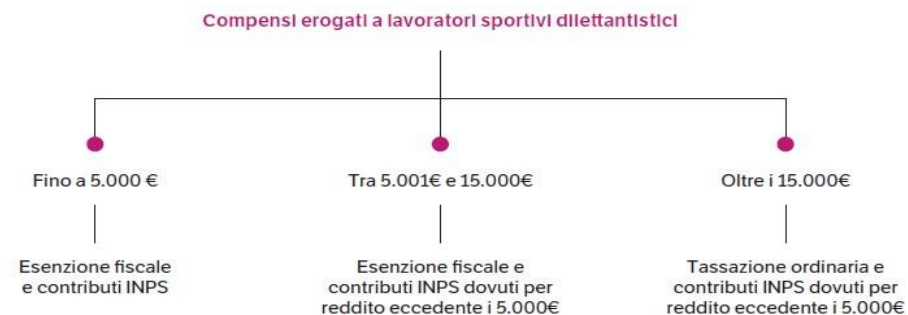 Compensi erogati a lavoratori sportivi dilettantistici
Fino a 5.000 €
Tra 5.001€ e 15.000€
Oltre i 15.000€
Esenzione fiscale
e contributi INPS
Esenzione fiscale e
contributi INPS dovuti per
reddito eccedente i 5.000€
Tassazione ordinaria e
contributi INPS dovuti per
reddito eccedente i 5.000€